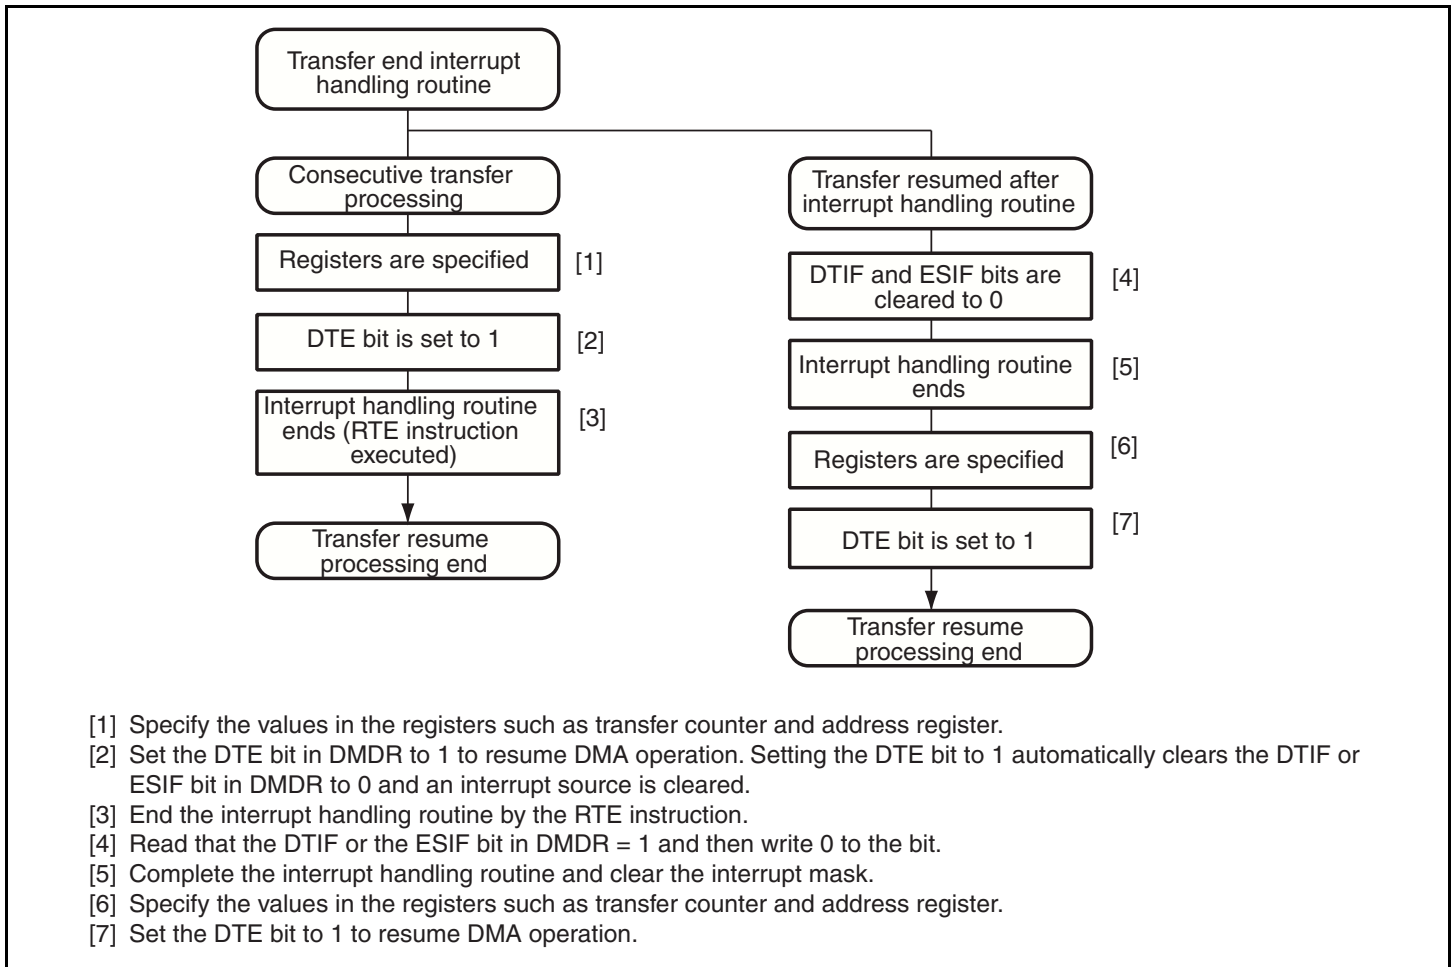 Transfer end interrupt
handling routine
Consecutive transfer
processing
Registers are specified
[1]
DTE bit is set to 1
[2]
Interrupt handling routine
ends (RTE instruction
executed)
[3]
Transfer resume
processing end
Transfer resumed after
interrupt handling routine
DTIF and ESIF bits are
cleared to 0
[4]
Interrupt handling routine
ends
[5]
Registers are specified
[6]
DTE bit is set to 1
[7]
Transfer resume
processing end
[1] Specify the values in the registers such as transfer counter and address register.
[2] Set the DTE bit in DMDR to 1 to resume DMA operation. Setting the DTE bit to 1 automatically clears the DTIF or
ESIF bit in DMDR to 0 and an interrupt source is cleared.
[3] End the interrupt handling routine by the RTE instruction.
[4] Read that the DTIF or the ESIF bit in DMDR = 1 and then write 0 to the bit.
[5] Complete the interrupt handling routine and clear the interrupt mask.
[6] Specify the values in the registers such as transfer counter and address register.
[7] Set the DTE bit to 1 to resume DMA operation.